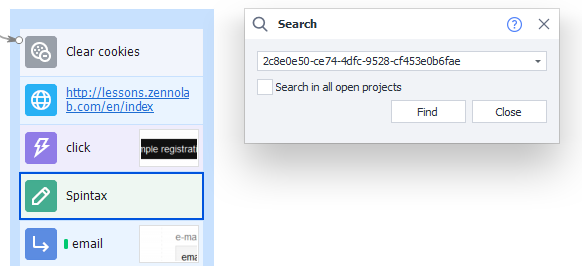 Clear cookies
http://lessons.zennola
b.com/en/index
click
mple registrati
Spintax
email
e-ma
ema
Search
2c8e0e50-ce74-4dfc-9528-cf453e0b6fae
Search in all open projects
Find
Close